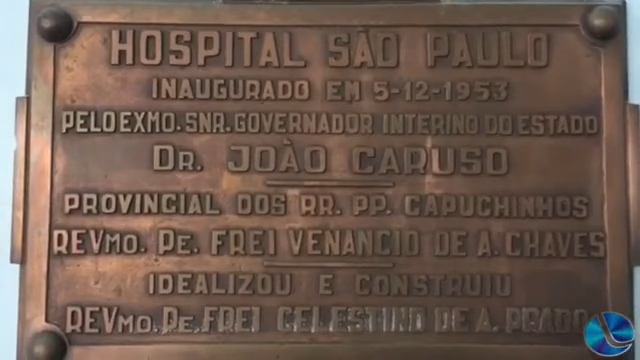 HOSPITAL SÃO PAULO
INAUGURADO EM 5-12-1953
PELO EXMO. SNR. GOVERNADOR INTERINO DO ESTADO
DR. JOÃO CARUSO
PROVINCIAL DOS RR. PP. CAPUCHINHOS
REVMO. PE. FREI VENANCIO DE A. CHAVES
IDEALIZOU E CONSTRUIU
REVMO. PE. FREI CELESTINO DE A. PRADO